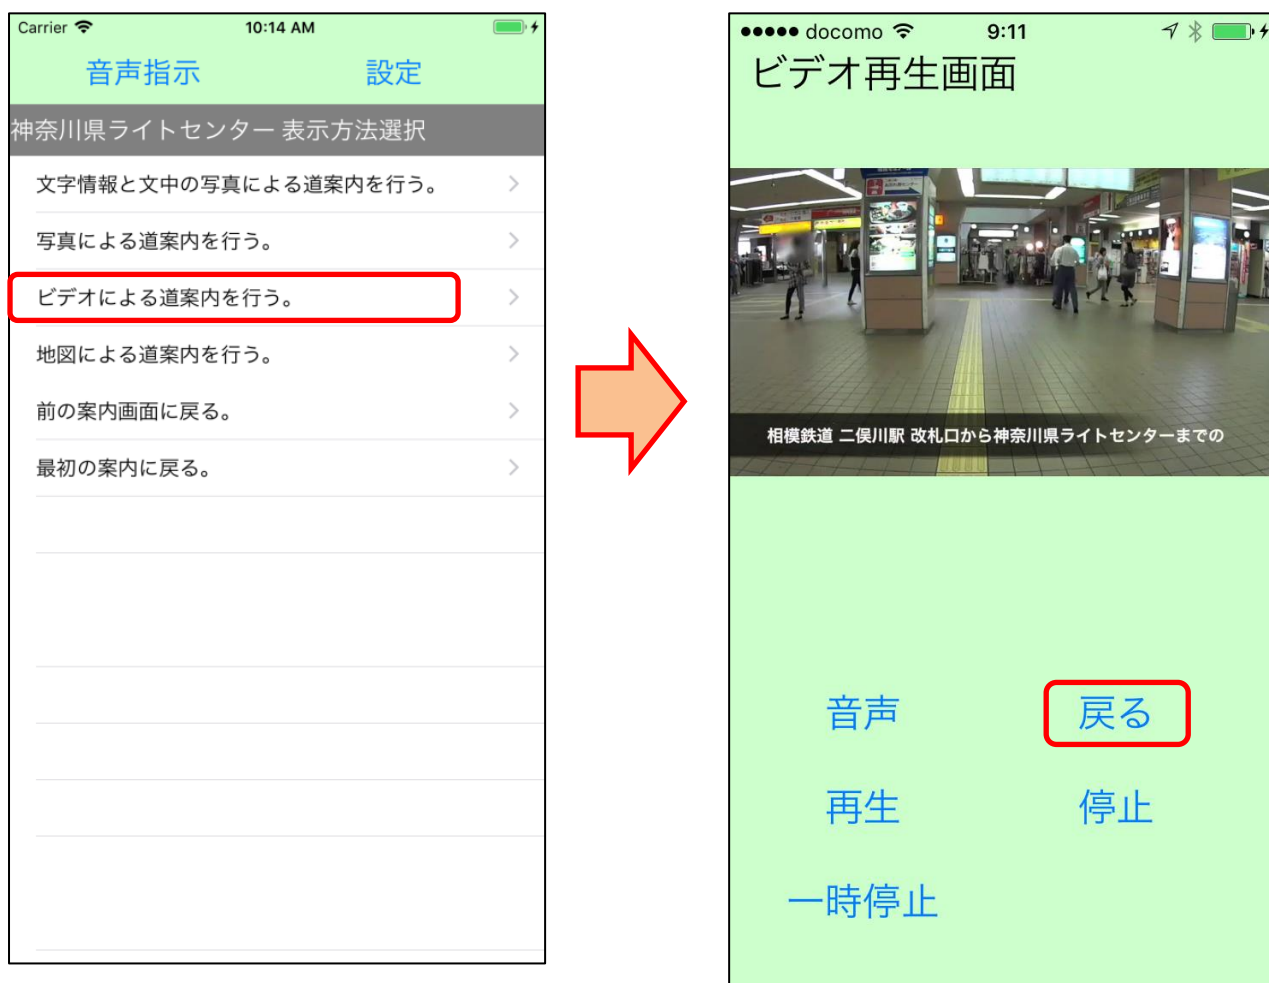 Carrier 10:14 AM
音声指示 設定
神奈川県ライトセンター 表示方法選択
文字情報と文中の写真による道案内を行う。
写真による道案内を行う。
ビデオによる道案内を行う。
地図による道案内を行う。
前の案内画面に戻る。
最初の案内に戻る。
docomo 9:11
ビデオ再生画面
相模鉄道 二俣川駅 改札口から神奈川県ライトセンターまでの
音声 戻る
再生 停止
一時停止